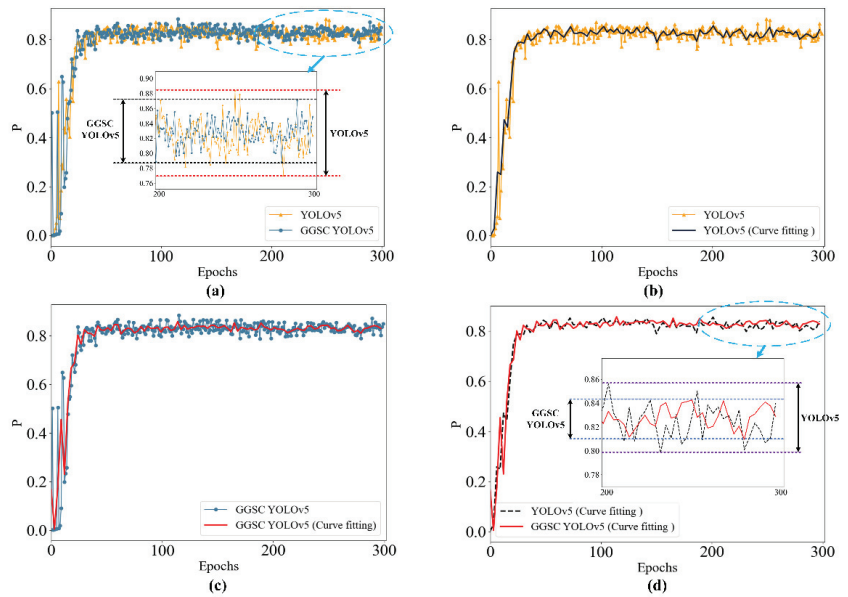 0.8
0.6
0.4
0.2
0.0
P
0.90
0.88
0.86
0.84
0.82
0.80
0.78
0.76
200
300
GGSC
YOLOv5
YOLOv5
YOLOv5
GGSC YOLOv5
0
100
200
300
Epochs
(a)
0.8
0.6
0.4
0.2
0.0
P
YOLOv5
YOLOv5 (Curve fitting )
0
100
200
300
Epochs
(b)
0.8
0.6
0.4
0.2
0.0
P
GGSC YOLOv5
GGSC YOLOv5 (Curve fitting)
0
100
200
300
Epochs
(c)
0.8
0.6
0.4
0.2
0.0
P
0.86
0.84
0.82
0.80
0.78
200
300
GGSC
YOLOv5
YOLOv5
YOLOv5 (Curve fitting )
GGSC YOLOv5 (Curve fitting )
0
100
200
300
Epochs
(d)